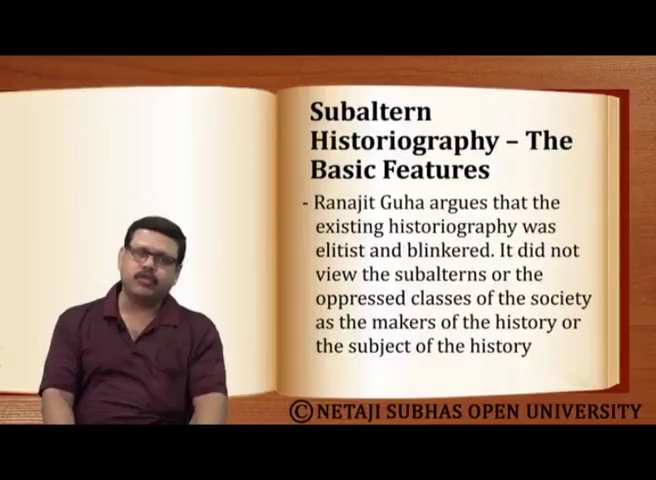 Subaltern
Historiography – The
Basic Features
- Ranajit Guha argues that the
existing historiography was
elitist and blinkered. It did not
view the subalterns or the
oppressed classes of the society
as the makers of the history or
the subject of the history
©NETAJI SUBHAS OPEN UNIVERSITY